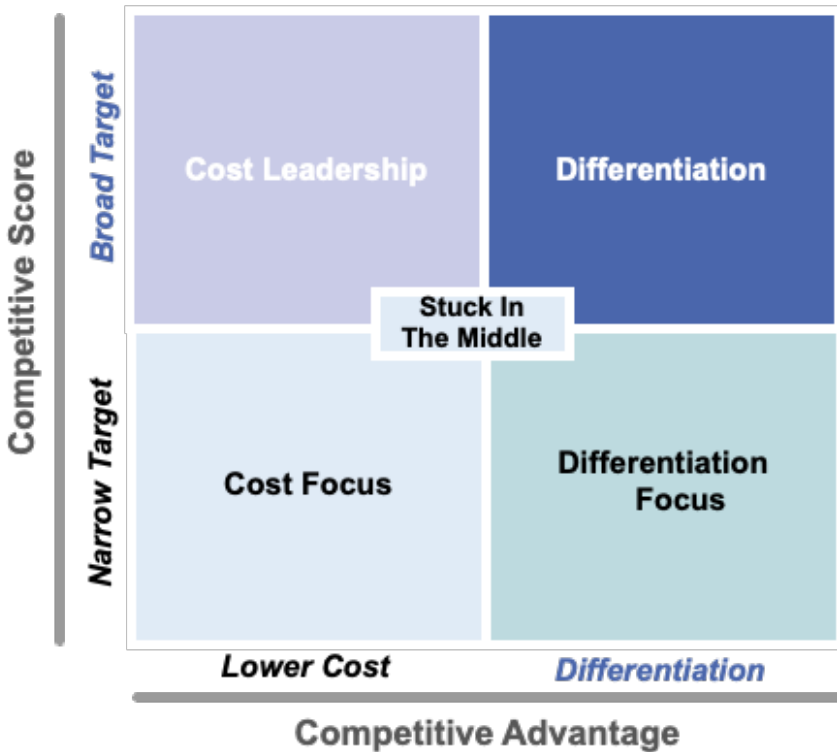 Competitive Score
Broad Target
Narrow Target
Cost Leadership
Differentiation
Stuck In
The Middle
Cost Focus
Differentiation
Focus
Lower Cost
Differentiation
Competitive Advantage